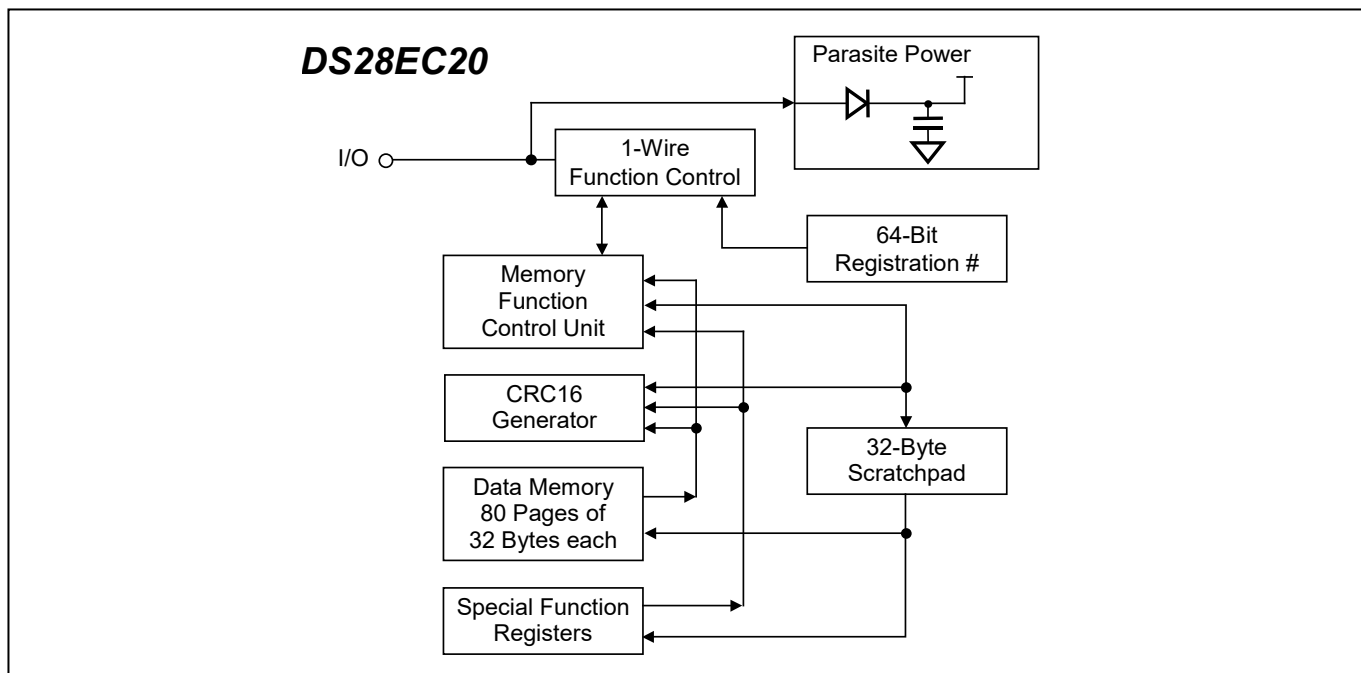 DS28EC20
Parasite Power
I/O
1-Wire
Function Control
64-Bit
Registration #
Memory
Function
Control Unit
CRC16
Generator
32-Byte
Scratchpad
Data Memory
80 Pages of
32 Bytes each
Special Function
Registers